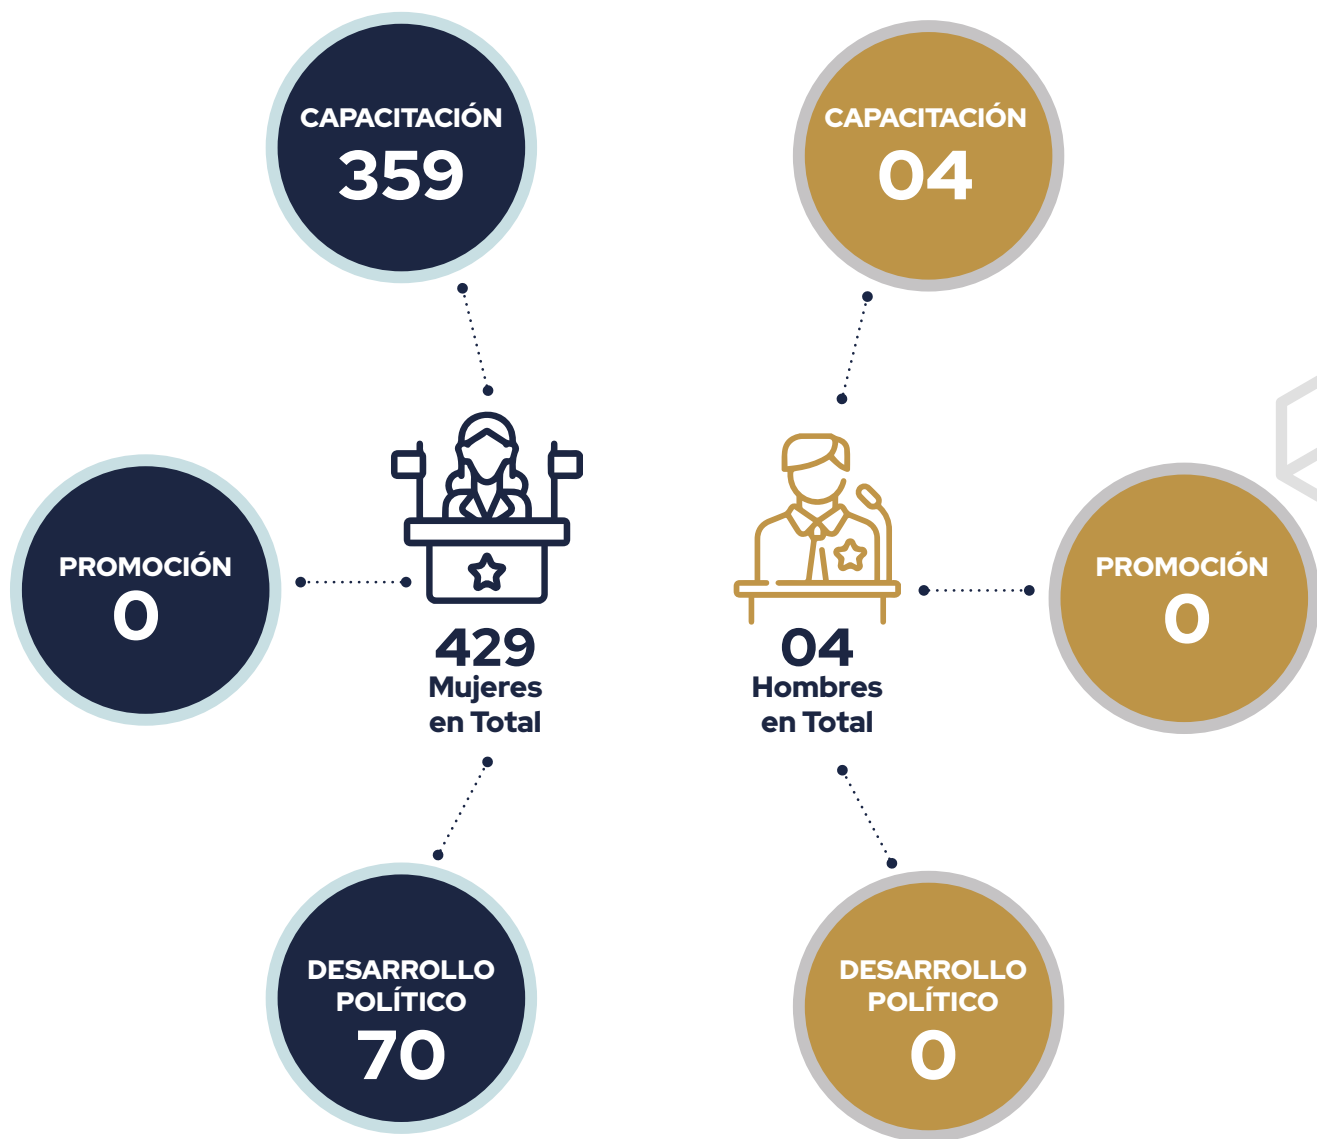 CAPACITACIÓN
359
PROMOCIÓN
0
429
Mujeres
en Total
DESARROLLO
POLÍTICO
70
CAPACITACIÓN
04
PROMOCIÓN
0
04
Hombres
en Total
DESARROLLO
POLÍTICO
0